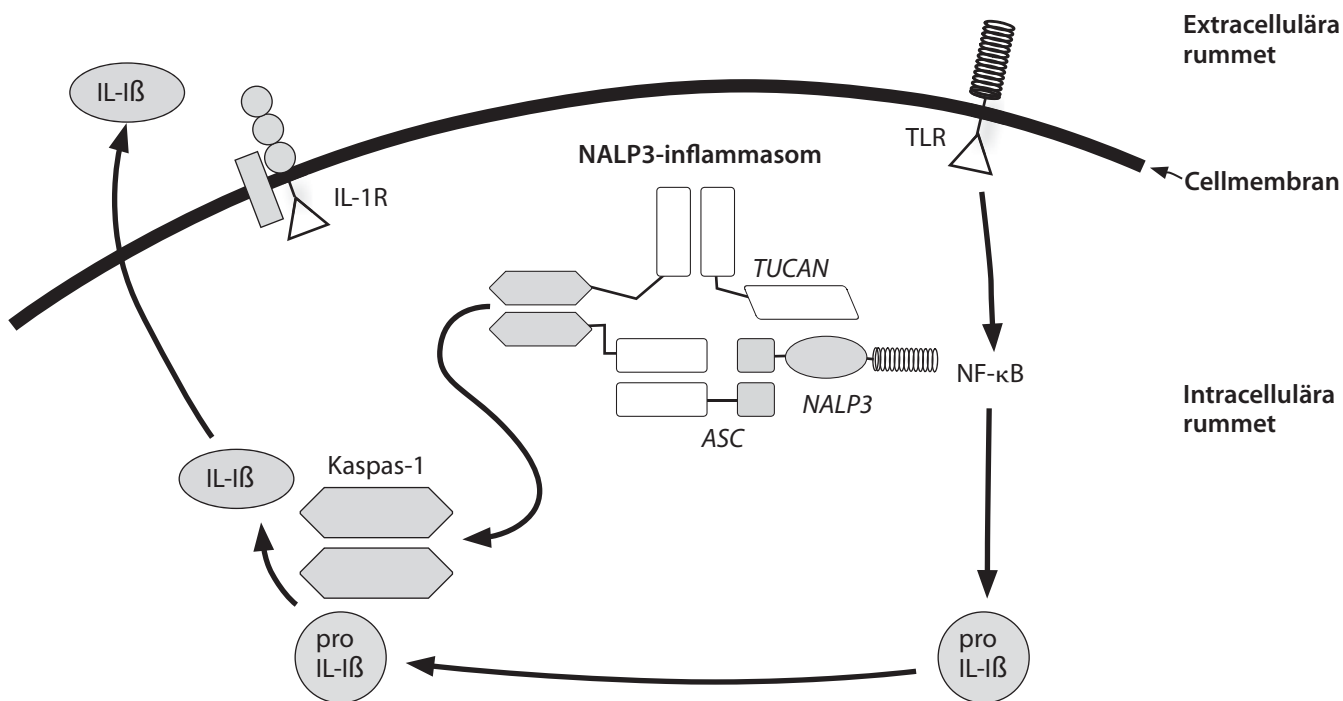 Extracellulära
rummet
IL-Iß
TLR
NALP3-inflammasom
Cellmembran
IL-1R
TUCAN
NF-κB
Intracellulära
rummet
NALP3
ASC
Kaspas-1
IL-Iß
pro
IL-Iß
pro
IL-Iß